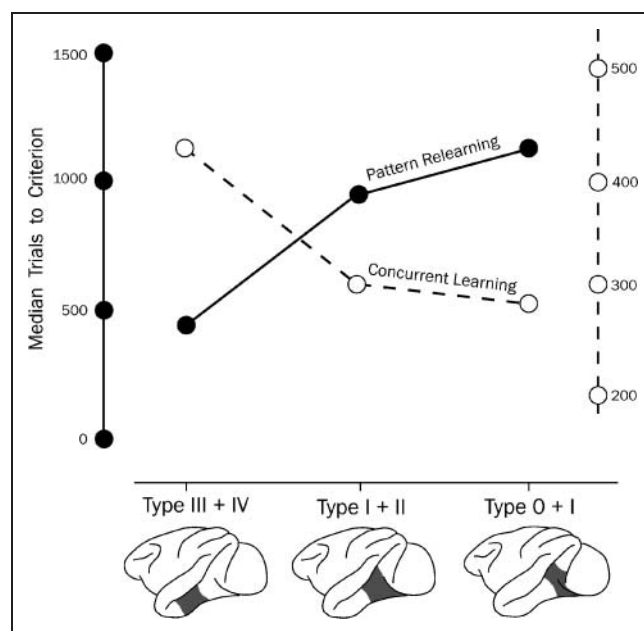 1500
1000
500
0
Median Trials to Criterion
Pattern Relearning
Concurrent Learning
500
400
300
200
Type III + IV
Type I + II
Type O + I